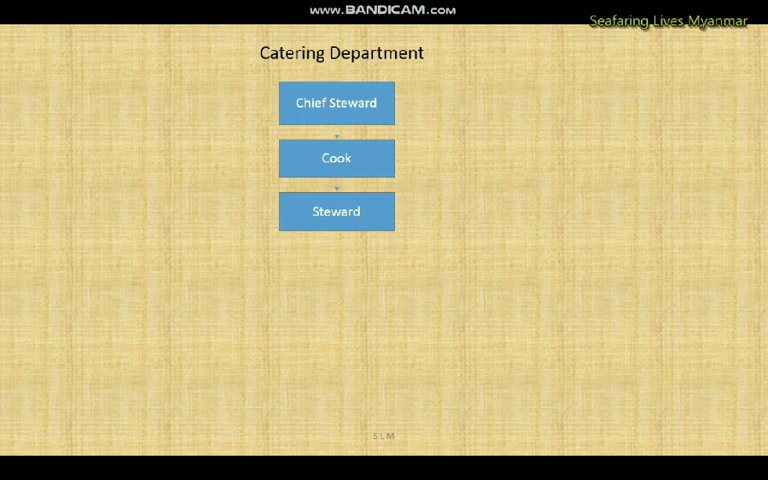 www.BANDICAM.com
Seafaring Lives Myanmar
Catering Department
Chief Steward
Cook
Steward
SLM